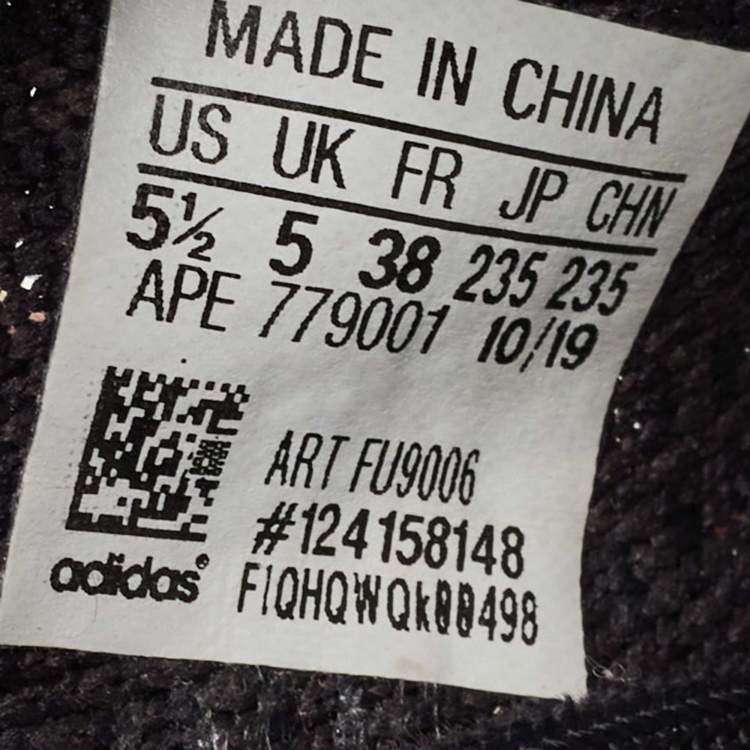 MADE IN CHINA
US UK FR JP CHN
5½ 5 38 235 235
APE 779001 10/19
ART FU9006
#124158148
adidas®